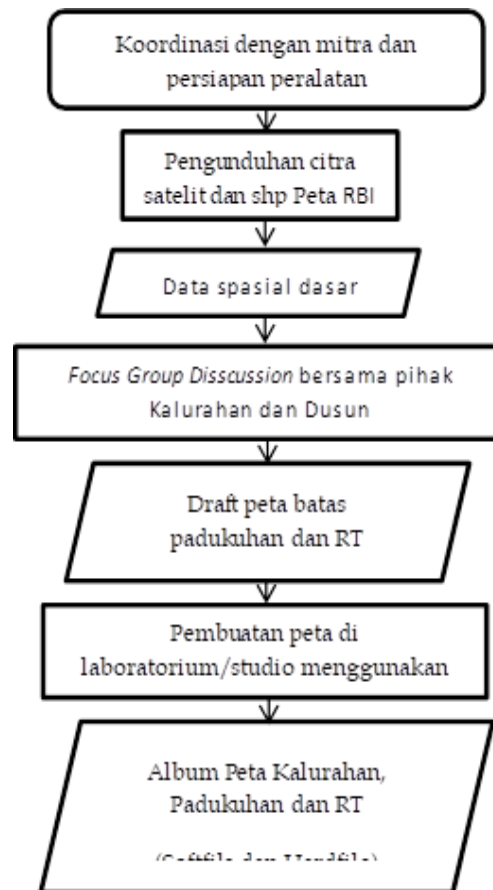 Koordinasi dengan mitra dan
persiapan peralatan
Pengunduhan citra
satelit dan shp Peta RBI
Data spasial dasar
Focus Group Disscussion bersama pihak
Kalurahan dan Dusun
Draft peta batas
padukuhan dan RT
Pembuatan peta di
laboratorium/studio menggunakan
Album Peta Kalurahan,
Padukuhan dan RT